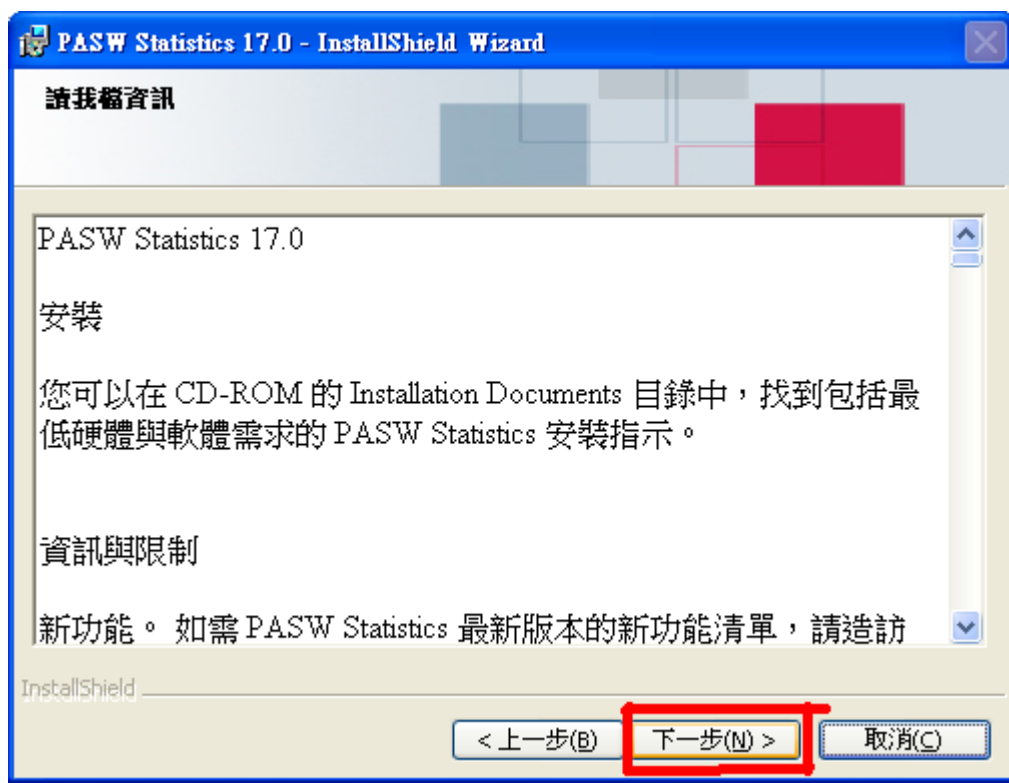 PASW Statistics 17.0 - InstallShield Wizard
讀我檔資訊
PASW Statistics 17.0
安裝
您可以在 CD-ROM 的 Installation Documents 目錄中，找到包括最
低硬體與軟體需求的 PASW Statistics 安裝指示。
資訊與限制
新功能。 如需 PASW Statistics 最新版本的新功能清單，請造訪
InstallShield
< 上一步(B)
下一步(N) >
取消(C)